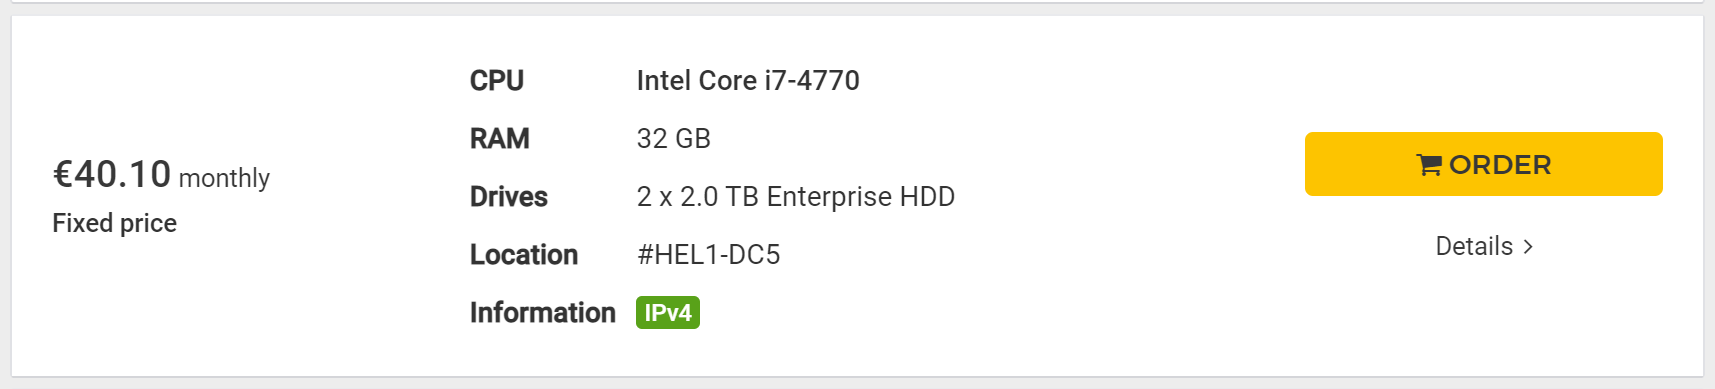 €40.10 monthly
Fixed price
CPU Intel Core i7-4770
RAM 32 GB
Drives 2 x 2.0 TB Enterprise HDD
Location #HEL1-DC5
Information IPv4
ORDER
Details >